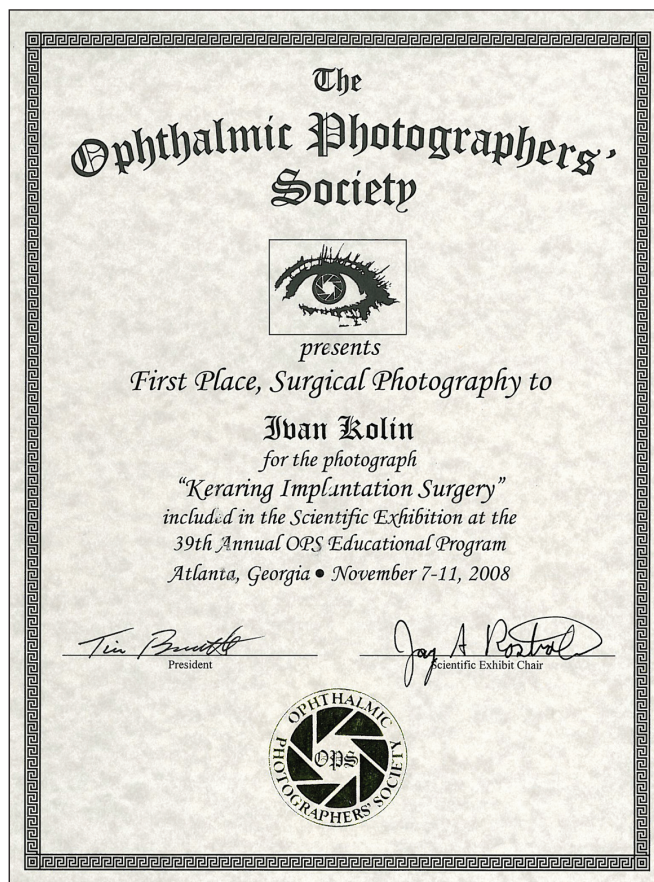 The
Ophthalmic Photographers'
Society
presents
First Place, Surgical Photography to
Ivan Kolin
for the photograph
"Keraring Implantation Surgery"
included in the Scientific Exhibition at the
39th Annual OPS Educational Program
Atlanta, Georgia • November 7-11, 2008
President
Scientific Exhibit Chair
OPHTHALMIC PHOTOGRAPHERS' SOCIETY
OPS